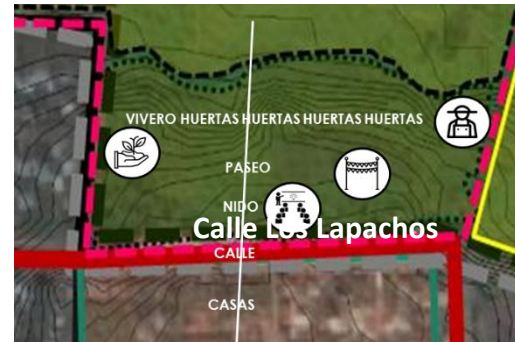 VIVERO HUERTAS HUERTAS HUERTAS HUERTAS
PASEO
NIDO
Calle Los Lapachos
CALLE
CASAS